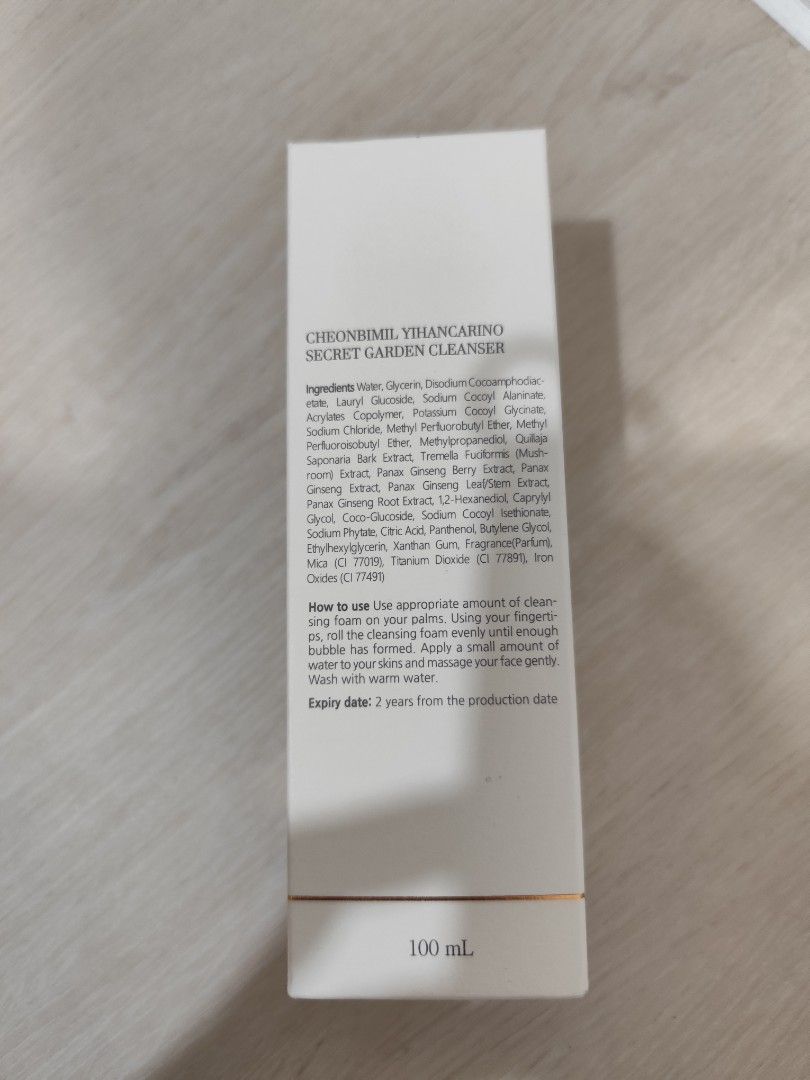 CHEONBIMIL YIHANCARINO
SECRET GARDEN CLEANSER
Ingredients Water, Glycerin, Disodium Cocoamphodiac-
etate, Lauryl Glucoside, Sodium Cocoyl Alaninate,
Acrylates Copolymer, Potassium Cocoyl Glycinate,
Sodium Chloride, Methyl Perfluorobutyl Ether, Methyl
Perfluoroisobutyl Ether, Methylpropanediol, Quillaja
Saponaria Bark Extract, Tremella Fuciformis (Mush-
room) Extract, Panax Ginseng Berry Extract, Panax
Ginseng Extract, Panax Ginseng Leaf/Stem Extract,
Panax Ginseng Root Extract, 1,2-Hexanediol, Caprylyl
Glycol, Coco-Glucoside, Sodium Cocoyl Isethionate,
Sodium Phytate, Citric Acid, Panthenol, Butylene Glycol,
Ethylhexylglycerin, Xanthan Gum, Fragrance(Parfum),
Mica (CI 77019), Titanium Dioxide (CI 77891), Iron
Oxides (CI 77491)
How to use Use appropriate amount of clean-
sing foam on your palms. Using your fingerti-
ps, roll the cleansing foam evenly until enough
bubble has formed. Apply a small amount of
water to your skins and massage your face gently.
Wash with warm water.
Expiry date: 2 years from the production date
100 mL